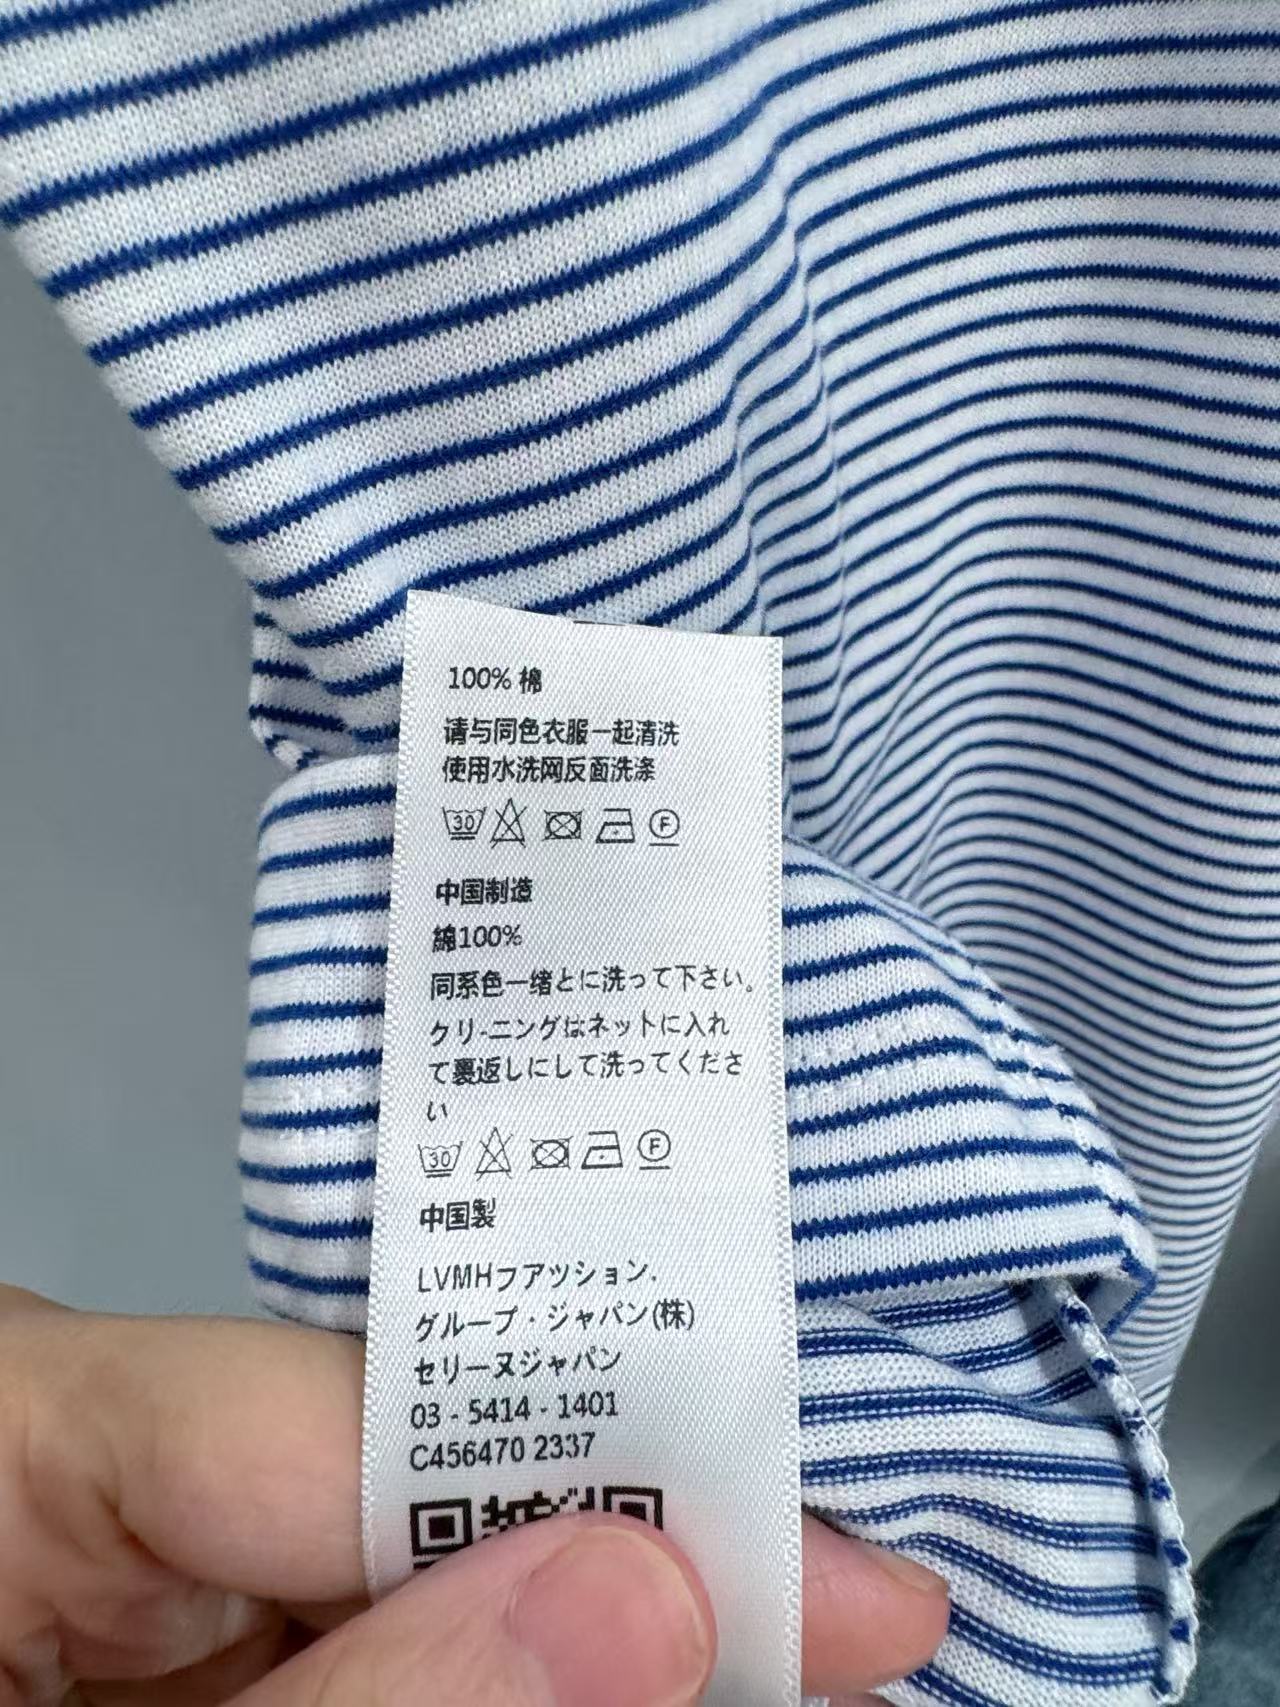 100% 棉
请与同色衣服一起清洗
使用水洗网反面洗涤
30 F
中国制造
綿100%
同系色一绪とに洗って下さい。
クリ-ニングはネットに入れ
て裏返しにして洗ってくださ
い
30 F
中国製
LVMHフアツション.
グループ・ジャパン(株)
セリーヌジャパン
03 - 5414 - 1401
C456470 2337